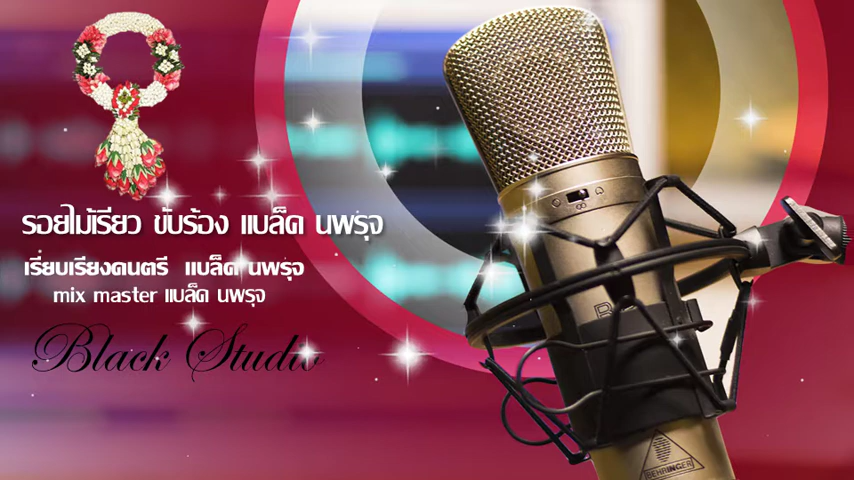 รอยไม้เรียว ขับร้อง แบล็ค นพรุจ
เรียบเรียงดนตรี แบล็ค นพรุจ
mix master แบล็ค นพรุจ
Black Studio
BEHRINGER